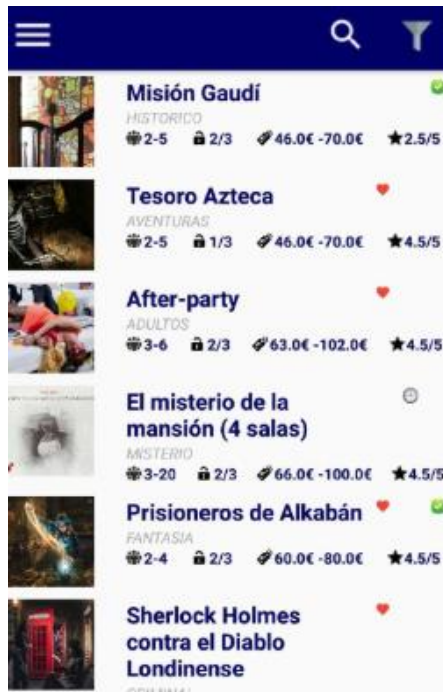 Misión Gaudí
HISTORICO
2-5 2/3 46.0€ -70.0€ 2.5/5
Tesoro Azteca
AVENTURAS
2-5 1/3 46.0€ -70.0€ 4.5/5
After-party
ADULTOS
3-6 2/3 63.0€ -102.0€ 4.5/5
El misterio de la
mansión (4 salas)
MISTERIO
3-20 2/3 66.0€ -100.0€ 4.5/5
Prisioneros de Alkabán
FANTASIA
2-4 2/3 60.0€ -80.0€ 4.5/5
Sherlock Holmes
contra el Diablo
Londinense